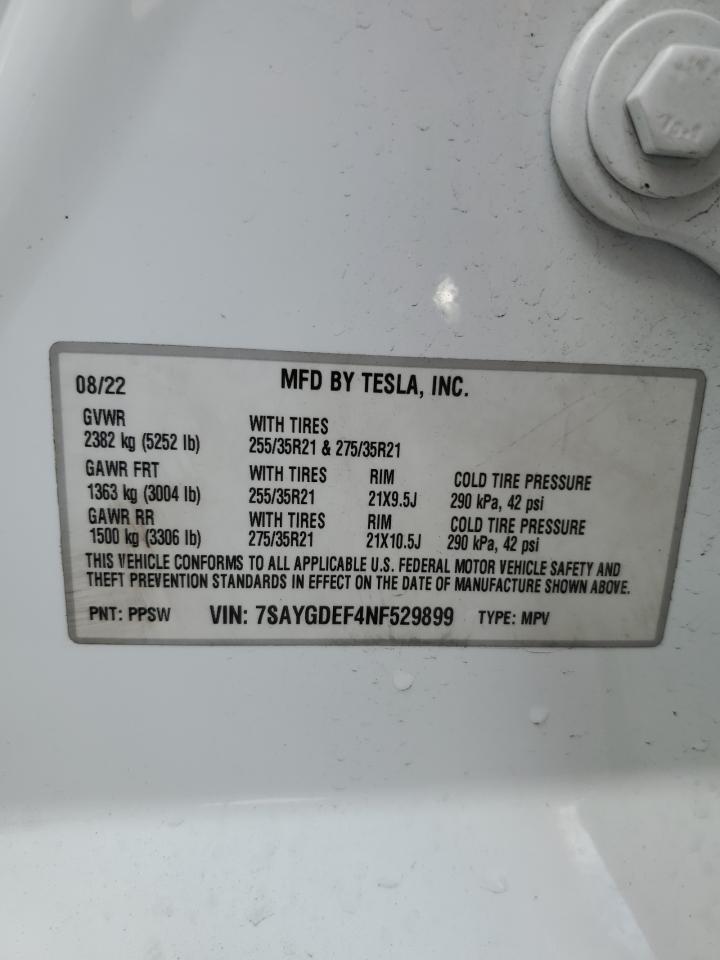 08/22 MFD BY TESLA, INC.
GVWR WITH TIRES
2382 kg (5252 lb) 255/35R21 & 275/35R21
GAWR FRT WITH TIRES RIM COLD TIRE PRESSURE
1363 kg (3004 lb) 255/35R21 21X9.5J 290 kPa, 42 psi
GAWR RR WITH TIRES RIM COLD TIRE PRESSURE
1500 kg (3306 lb) 275/35R21 21X10.5J 290 kPa, 42 psi
THIS VEHICLE CONFORMS TO ALL APPLICABLE U.S. FEDERAL MOTOR VEHICLE SAFETY AND
THEFT PREVENTION STANDARDS IN EFFECT ON THE DATE OF MANUFACTURE SHOWN ABOVE.
PNT: PPSW VIN: 7SAYGDEF4NF529899 TYPE: MPV